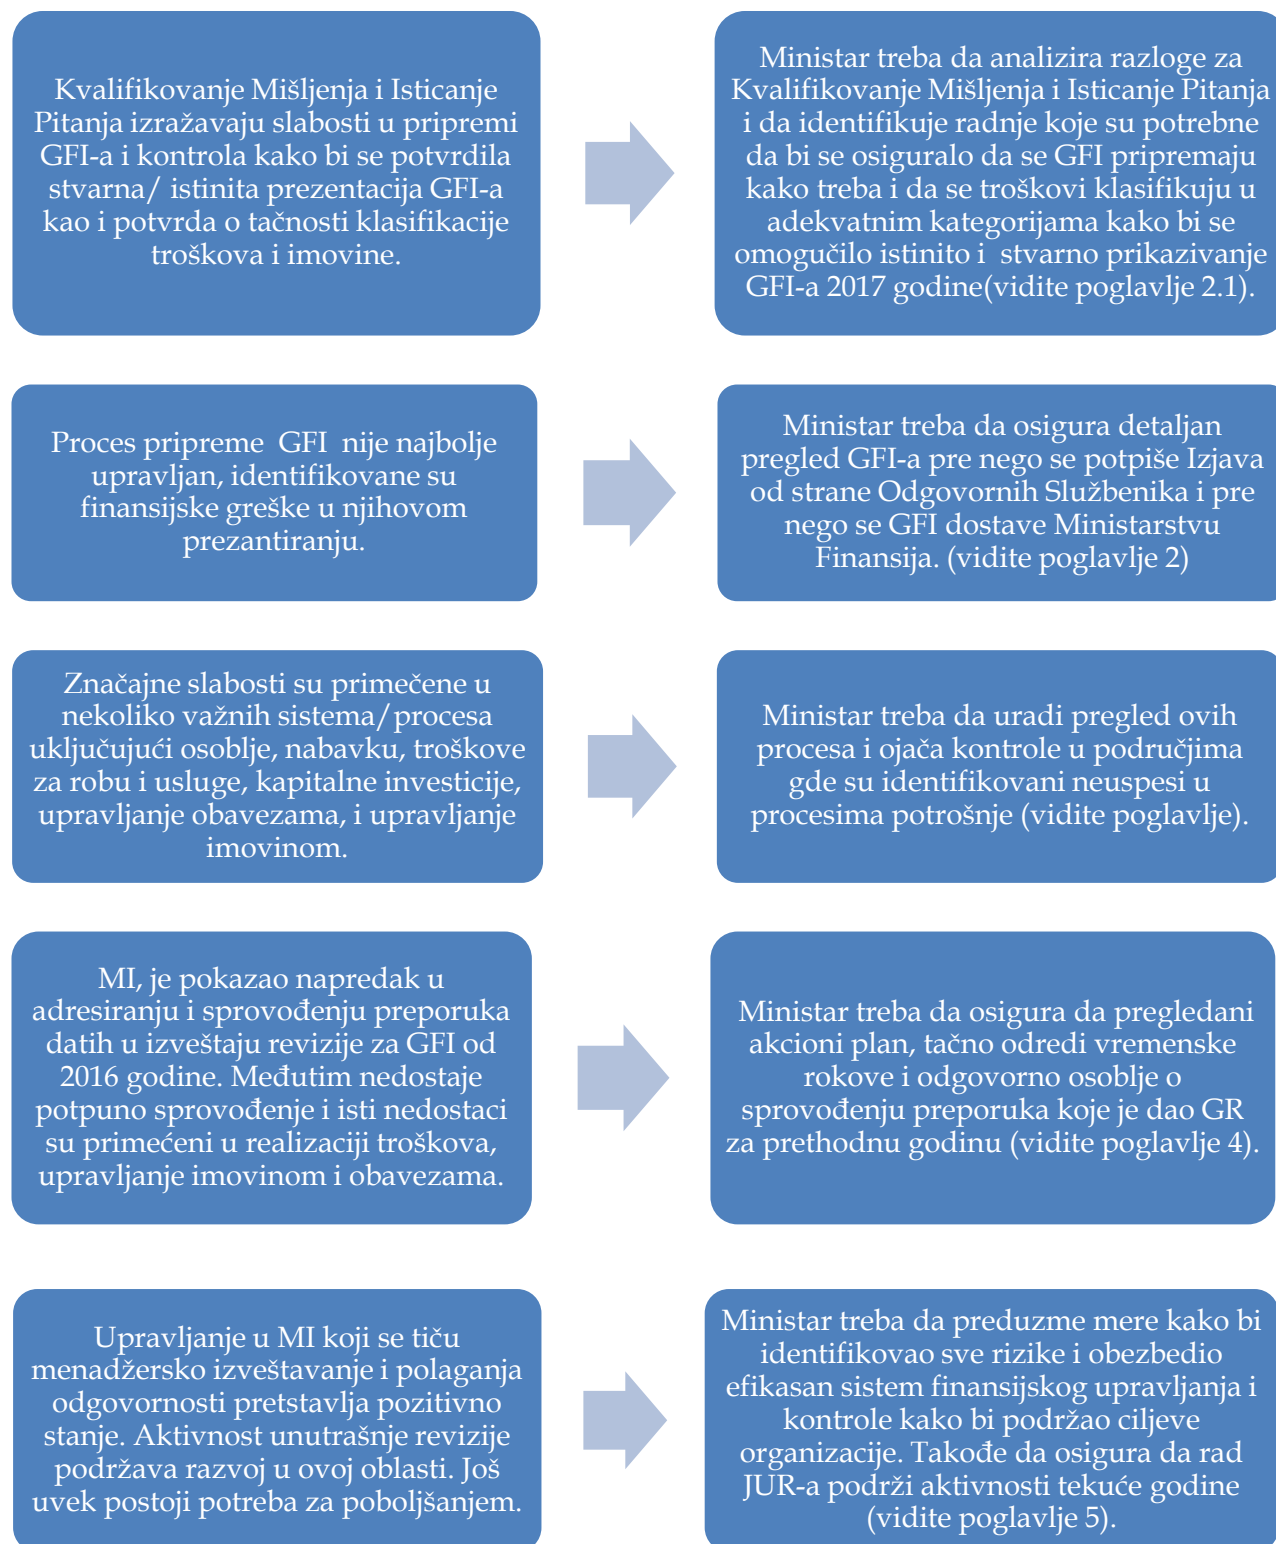 Kvalifikovanje Mišljenja i Isticanje
Pitanja izražavaju slabosti u pripremi
GFI-a i kontrola kako bi se potvrdila
stvarna/ istinita prezentacija GFI-a
kao i potvrda o tačnosti klasifikacije
troškova i imovine.
Ministar treba da analizira razloge za
Kvalifikovanje Mišljenja i Isticanje Pitanja
i da identifikuje radnje koje su potrebne
da bi se osiguralo da se GFI pripremaju
kako treba i da se troškovi klasifikuju u
adekvatnim kategorijama kako bi se
omogučilo istinito i stvarno prikazivanje
GFI-a 2017 godine(vidite poglavlje 2.1).
Proces pripreme GFI nije najbolje
upravljan, identifikovane su
finansijske greške u njihovom
prezantiranju.
Ministar treba da osigura detaljan
pregled GFI-a pre nego se potpiše Izjava
od strane Odgovornih Službenika i pre
nego se GFI dostave Ministarstvu
Finansija. (vidite poglavlje 2)
Značajne slabosti su primečene u
nekoliko važnih sistema/procesa
uključujući osoblje, nabavku, troškove
za robu i usluge, kapitalne investicije,
upravljanje obavezama, i upravljanje
imovinom.
Ministar treba da uradi pregled ovih
procesa i ojača kontrole u područjima
gde su identifikovani neuspesi u
procesima potrošnje (vidite poglavlje).
MI, je pokazao napredak u
adresiranju i sprovođenju preporuka
datih u izveštaju revizije za GFI od
2016 godine. Međutim nedostaje
potpuno sprovođenje i isti nedostaci
su primećeni u realizaciji troškova,
upravljanje imovinom i obavezama.
Ministar treba da osigura da pregledani
akcioni plan, tačno odredi vremenske
rokove i odgovorno osoblje o
sprovođenju preporuka koje je dao GR
za prethodnu godinu (vidite poglavlje 4).
Upravljanje u MI koji se tiču
menadžersko izveštavanje i polaganja
odgovornosti pretstavlja pozitivno
stanje. Aktivnost unutrašnje revizije
podržava razvoj u ovoj oblasti. Još
uvek postoji potreba za poboljšanjem.
Ministar treba da preduzme mere kako bi
identifikovao sve rizike i obezbedio
efikasan sistem finansijskog upravljanja i
kontrole kako bi podržao ciljeve
organizacije. Takođe da osigura da rad
JUR-a podrži aktivnosti tekuće godine
(vidite poglavlje 5).